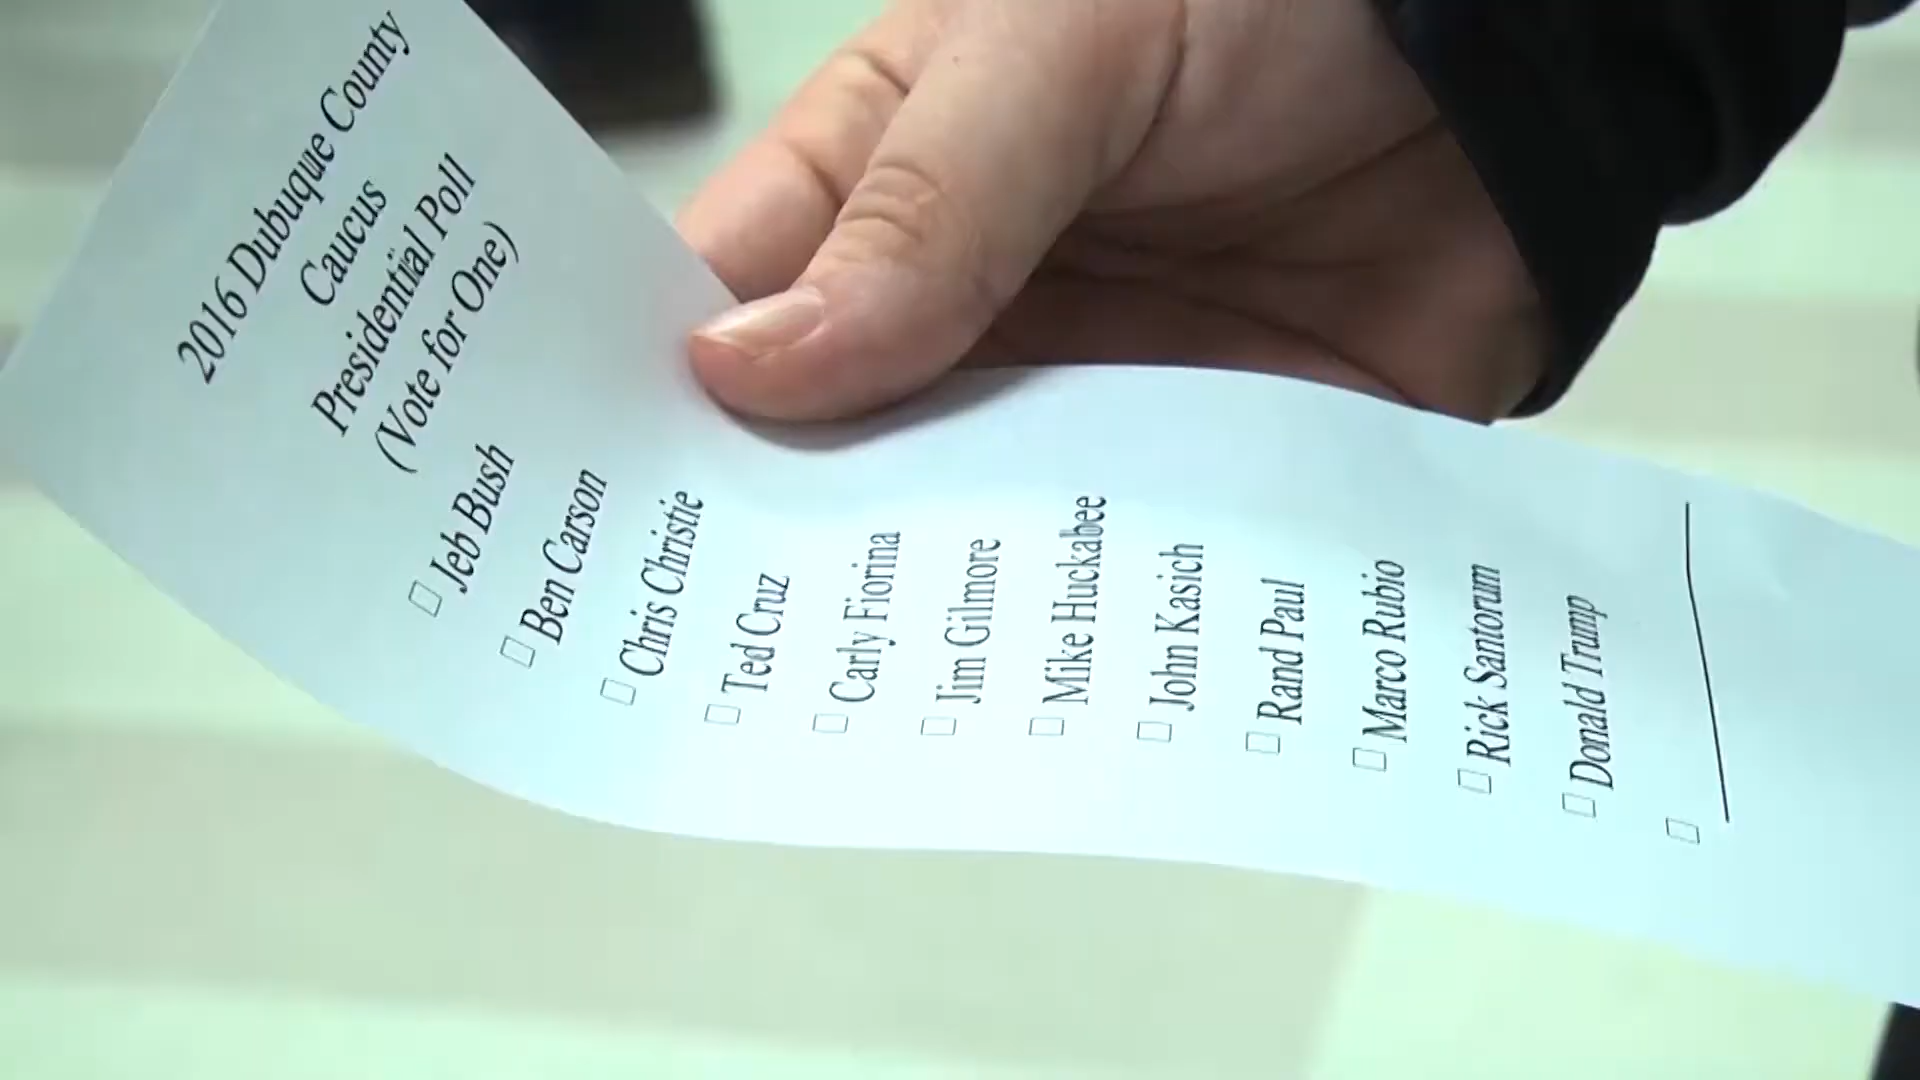 2016 Dubuque County
Caucus
Presidential Poll
(Vote for One)
Jeb Bush
Ben Carson
Chris Christie
Ted Cruz
Carly Fiorina
Jim Gilmore
Mike Huckabee
John Kasich
Rand Paul
Marco Rubio
Rick Santorum
Donald Trump